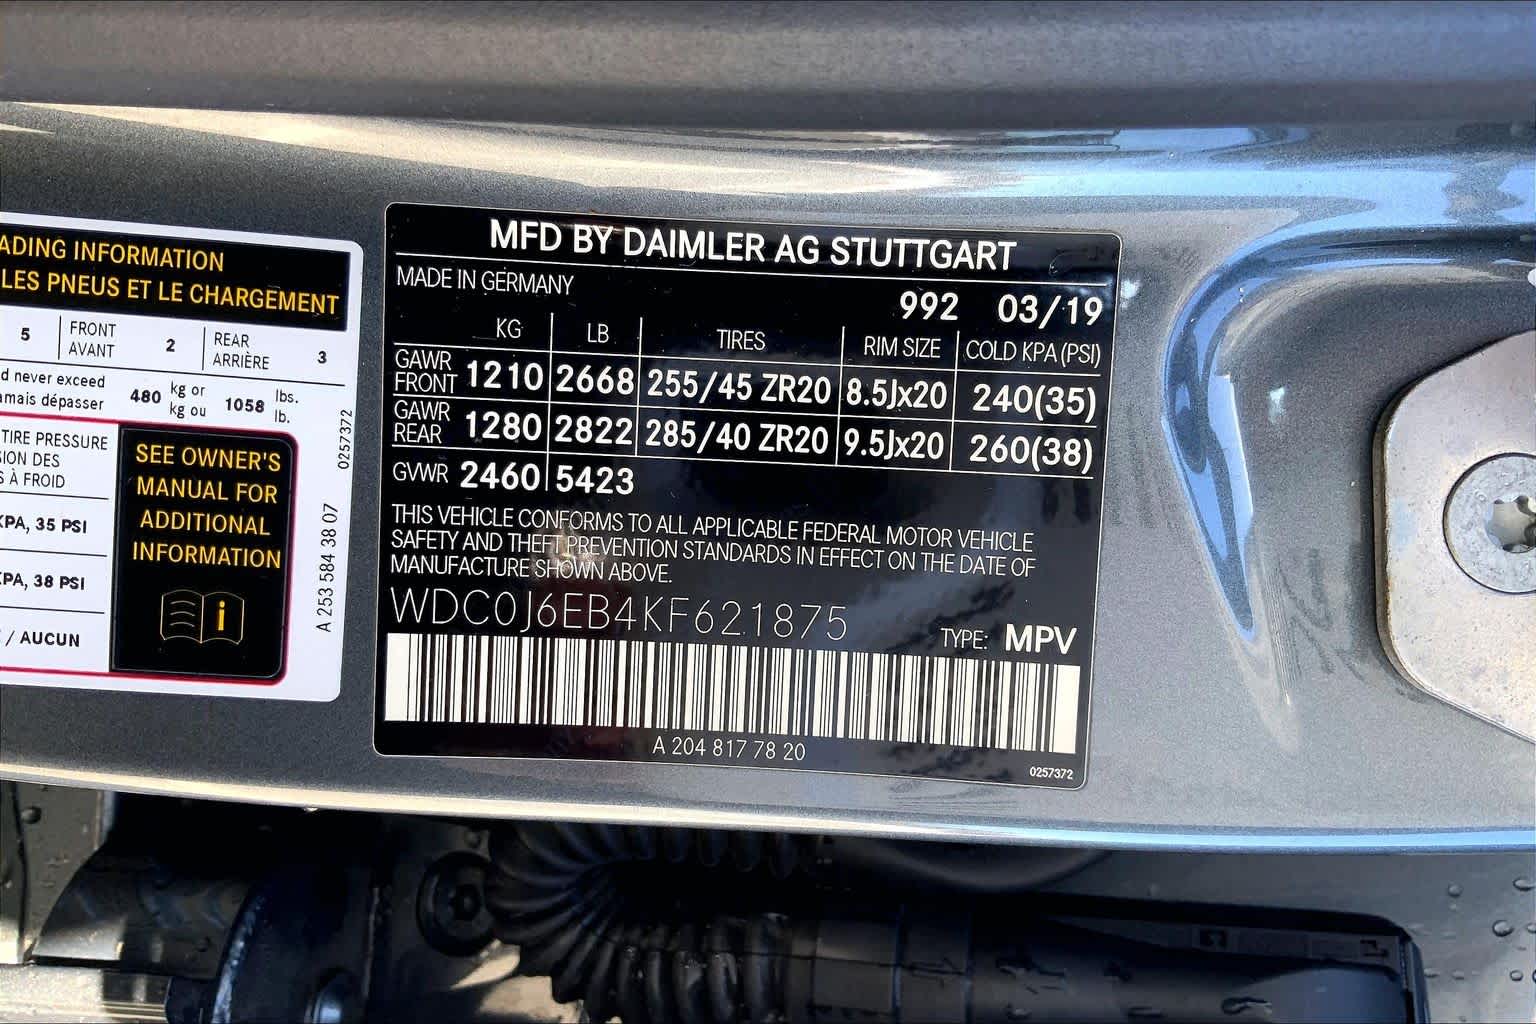 ADING INFORMATION
LES PNEUS ET LE CHARGEMENT
5 FRONT AVANT 2 REAR ARRIÈRE 3
d never exceed
amais dépasser 480 kg or kg ou 1058 lbs. lb.
TIRE PRESSURE
ION DES
À FROID
KPA, 35 PSI
KPA, 38 PSI
/ AUCUN
SEE OWNER'S
MANUAL FOR
ADDITIONAL
INFORMATION
i
0257372
A 253 584 38 07
MFD BY DAIMLER AG STUTTGART
MADE IN GERMANY
992 03/19
KG LB TIRES RIM SIZE COLD KPA (PSI)
GAWR FRONT 1210 2668 255/45 ZR20 8.5Jx20 240(35)
GAWR REAR 1280 2822 285/40 ZR20 9.5Jx20 260(38)
GVWR 2460 5423
THIS VEHICLE CONFORMS TO ALL APPLICABLE FEDERAL MOTOR VEHICLE
SAFETY AND THEFT PREVENTION STANDARDS IN EFFECT ON THE DATE OF
MANUFACTURE SHOWN ABOVE.
WDC0J6EB4KF621875
TYPE: MPV
A 204 817 78 20
0257372